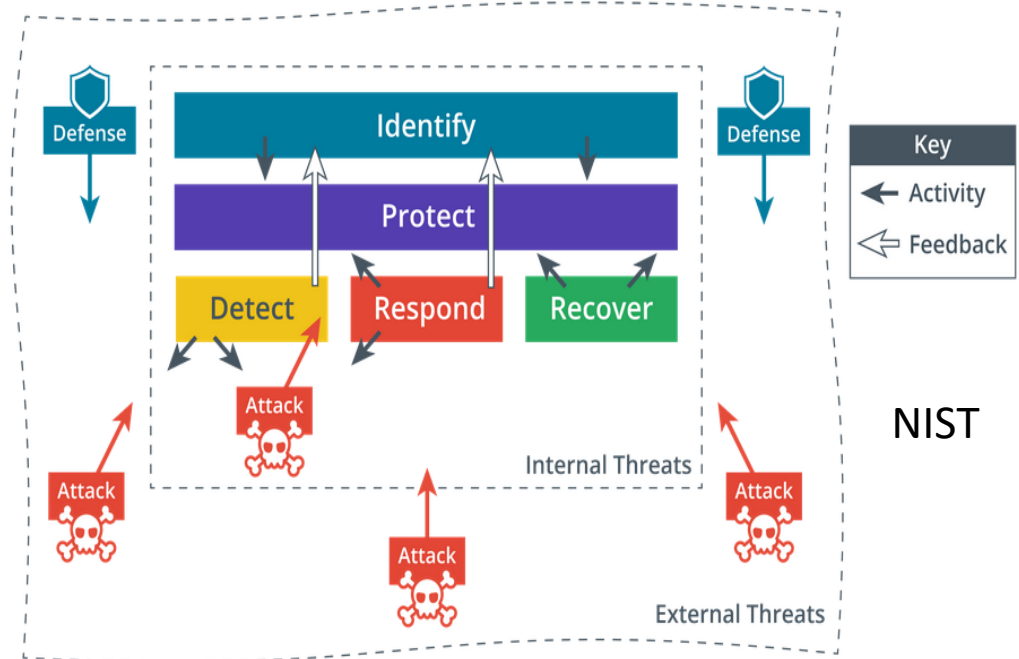 Defense
Identify
Defense
Key
Activity
Feedback
Protect
Detect
Respond
Recover
Attack
NIST
Internal Threats
Attack
Attack
Attack
External Threats